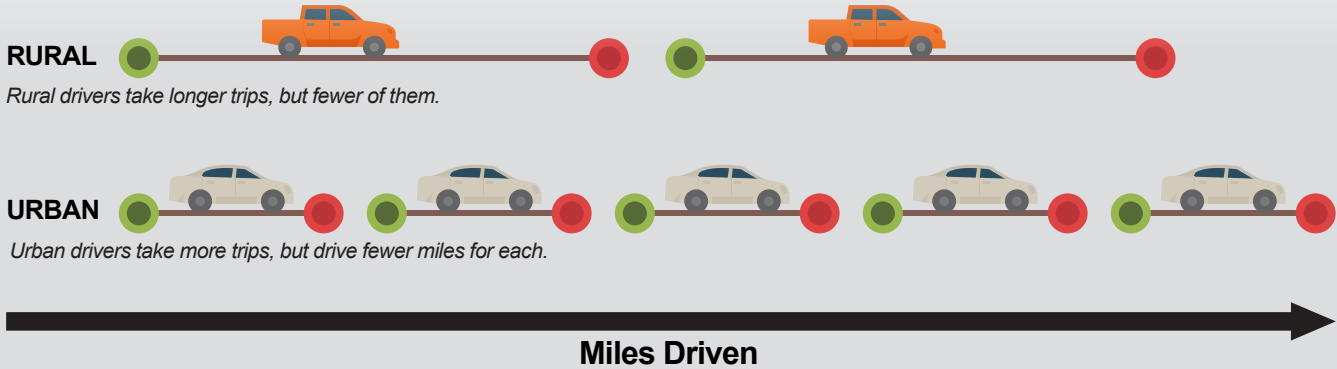 RURAL
Rural drivers take longer trips, but fewer of them.
URBAN
Urban drivers take more trips, but drive fewer miles for each.
Miles Driven